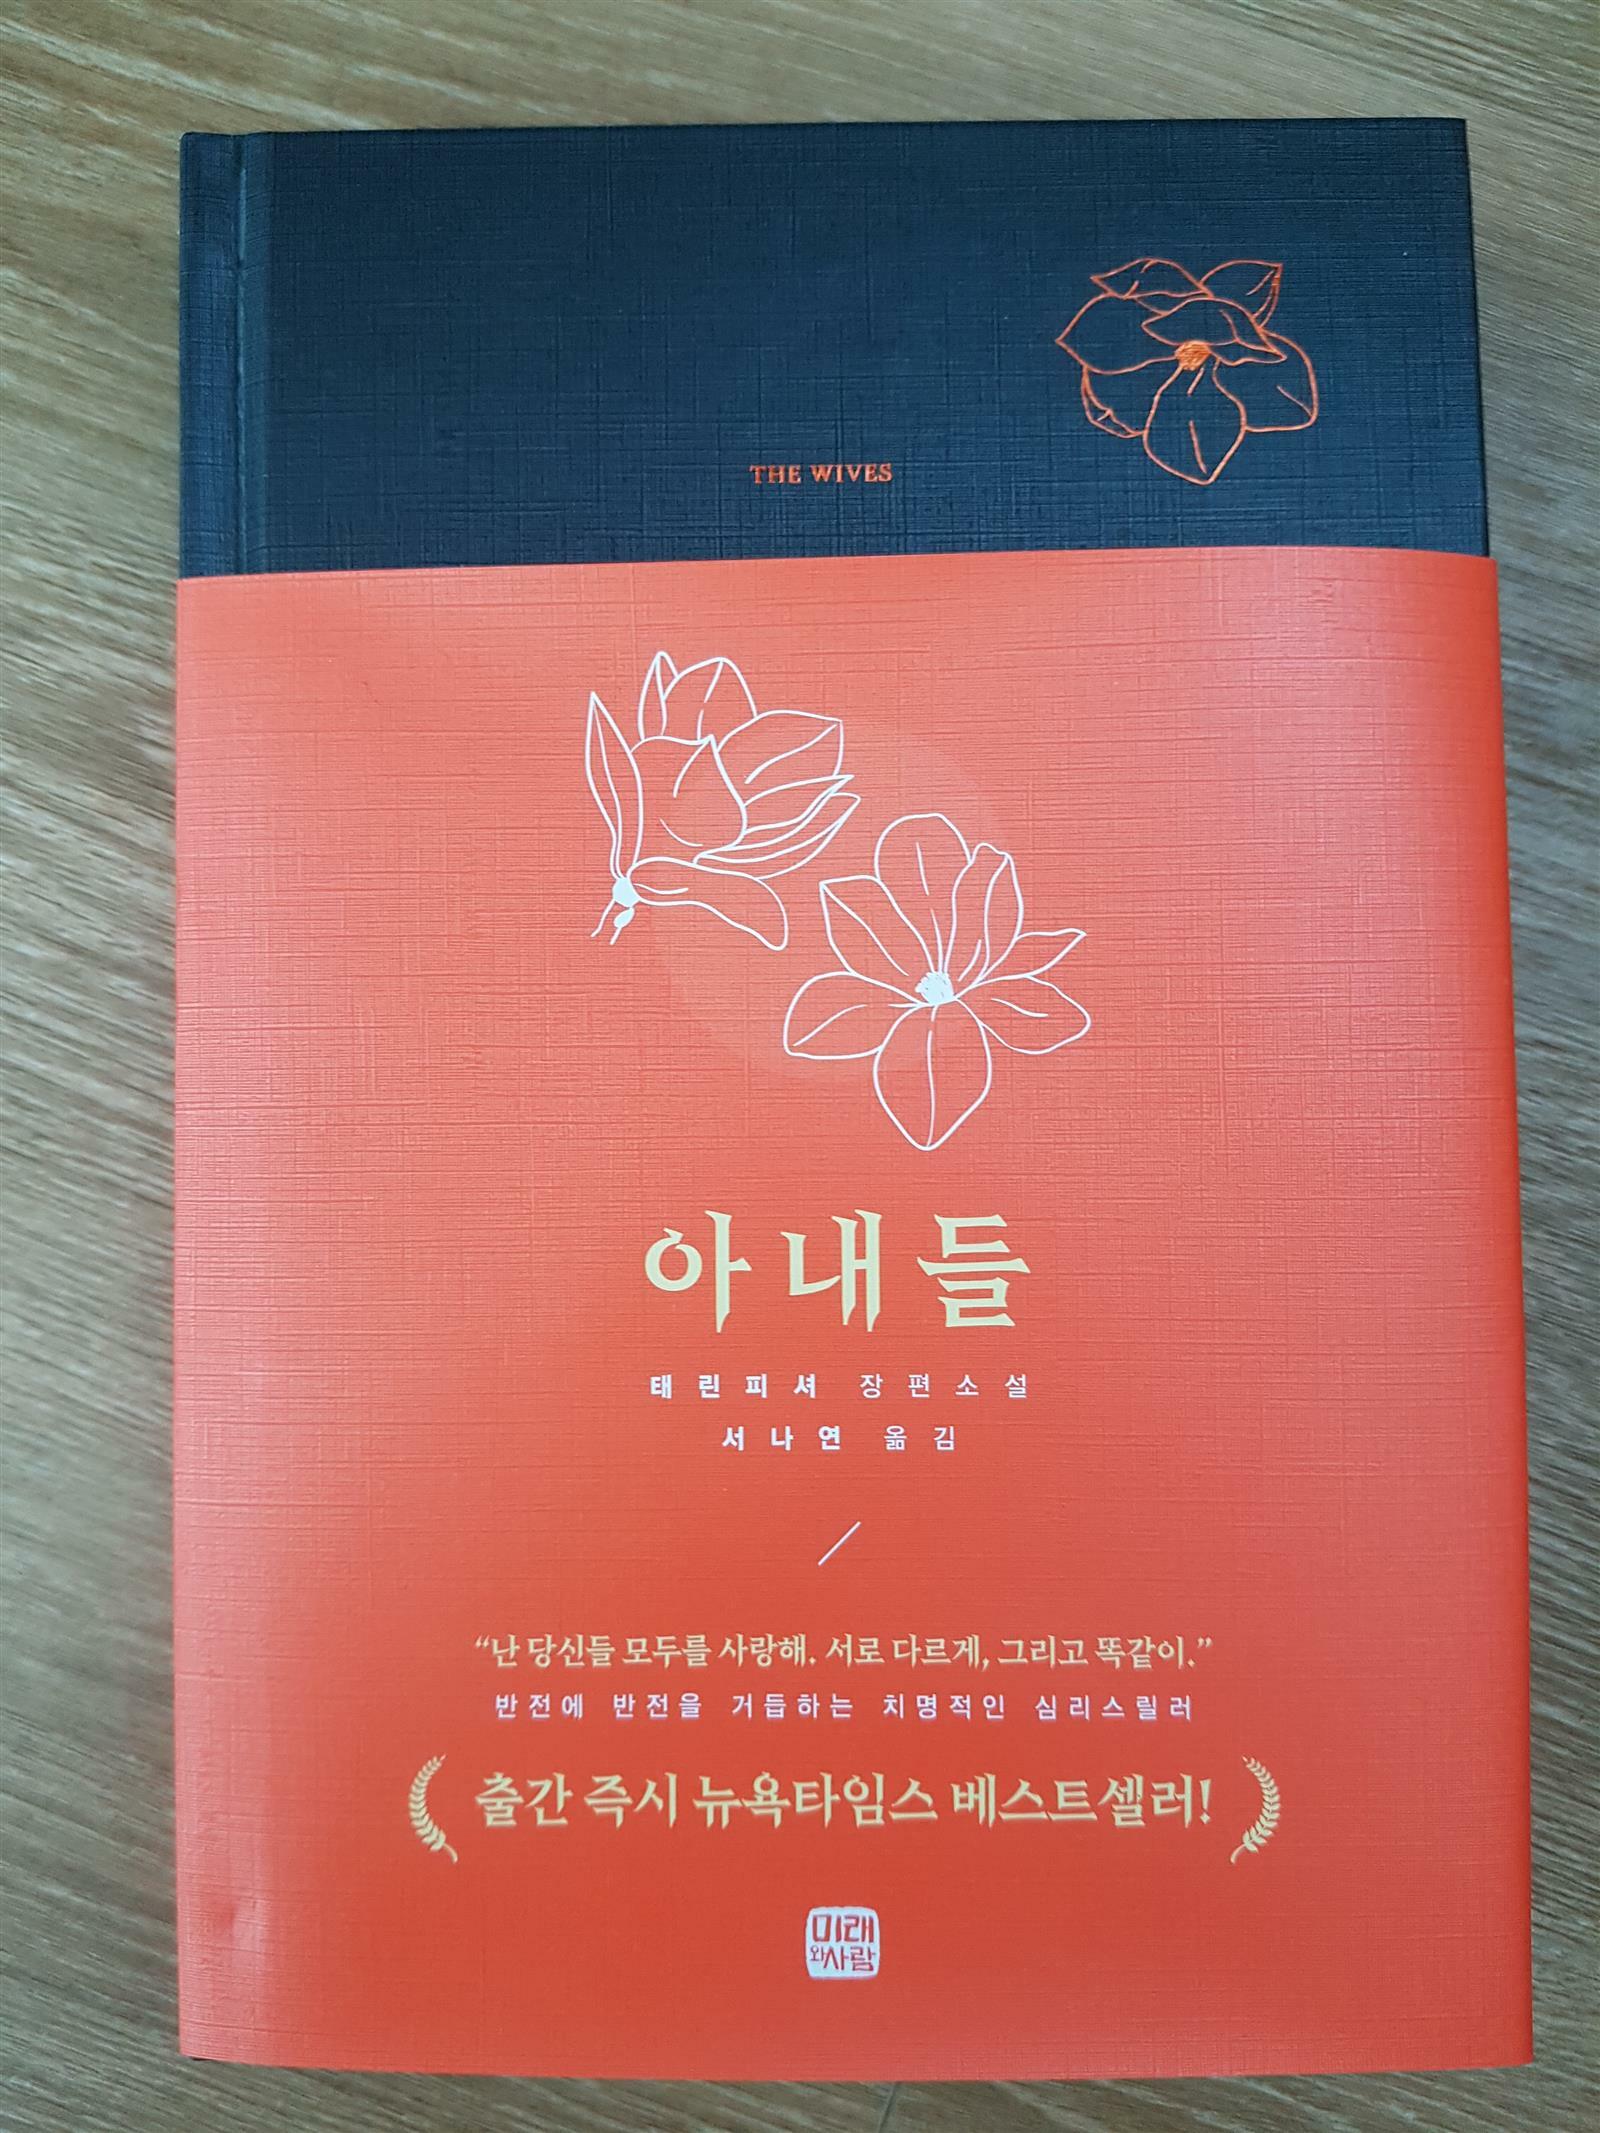 THE WIVES
아내들
태린피셔 장편소설
서나연 옮김
“난 당신들 모두를 사랑해. 서로 다르게, 그리고 똑같이.”
반전에 반전을 거듭하는 치명적인 심리스릴러
출간 즉시 뉴욕타임스 베스트셀러!
미래
와사람